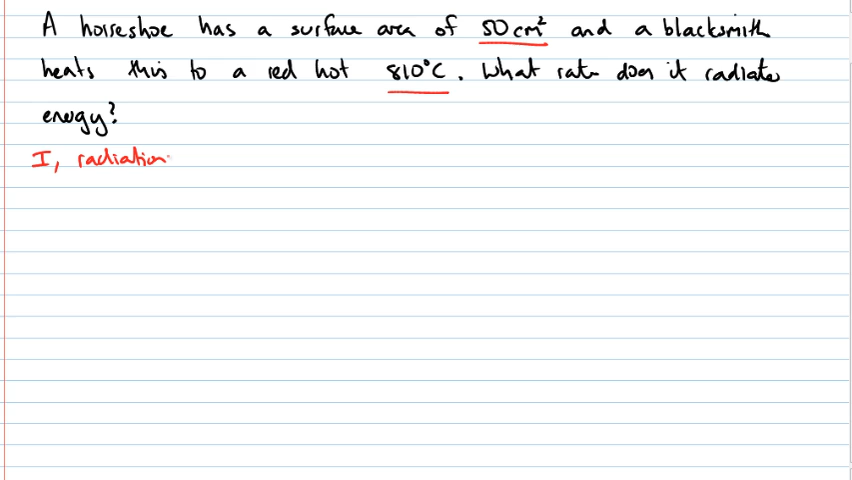 A horseshoe has a surface area of 50cm² and a blacksmith
heats this to a red hot 810°C. What rate does it radiate
energy?
I, radiation